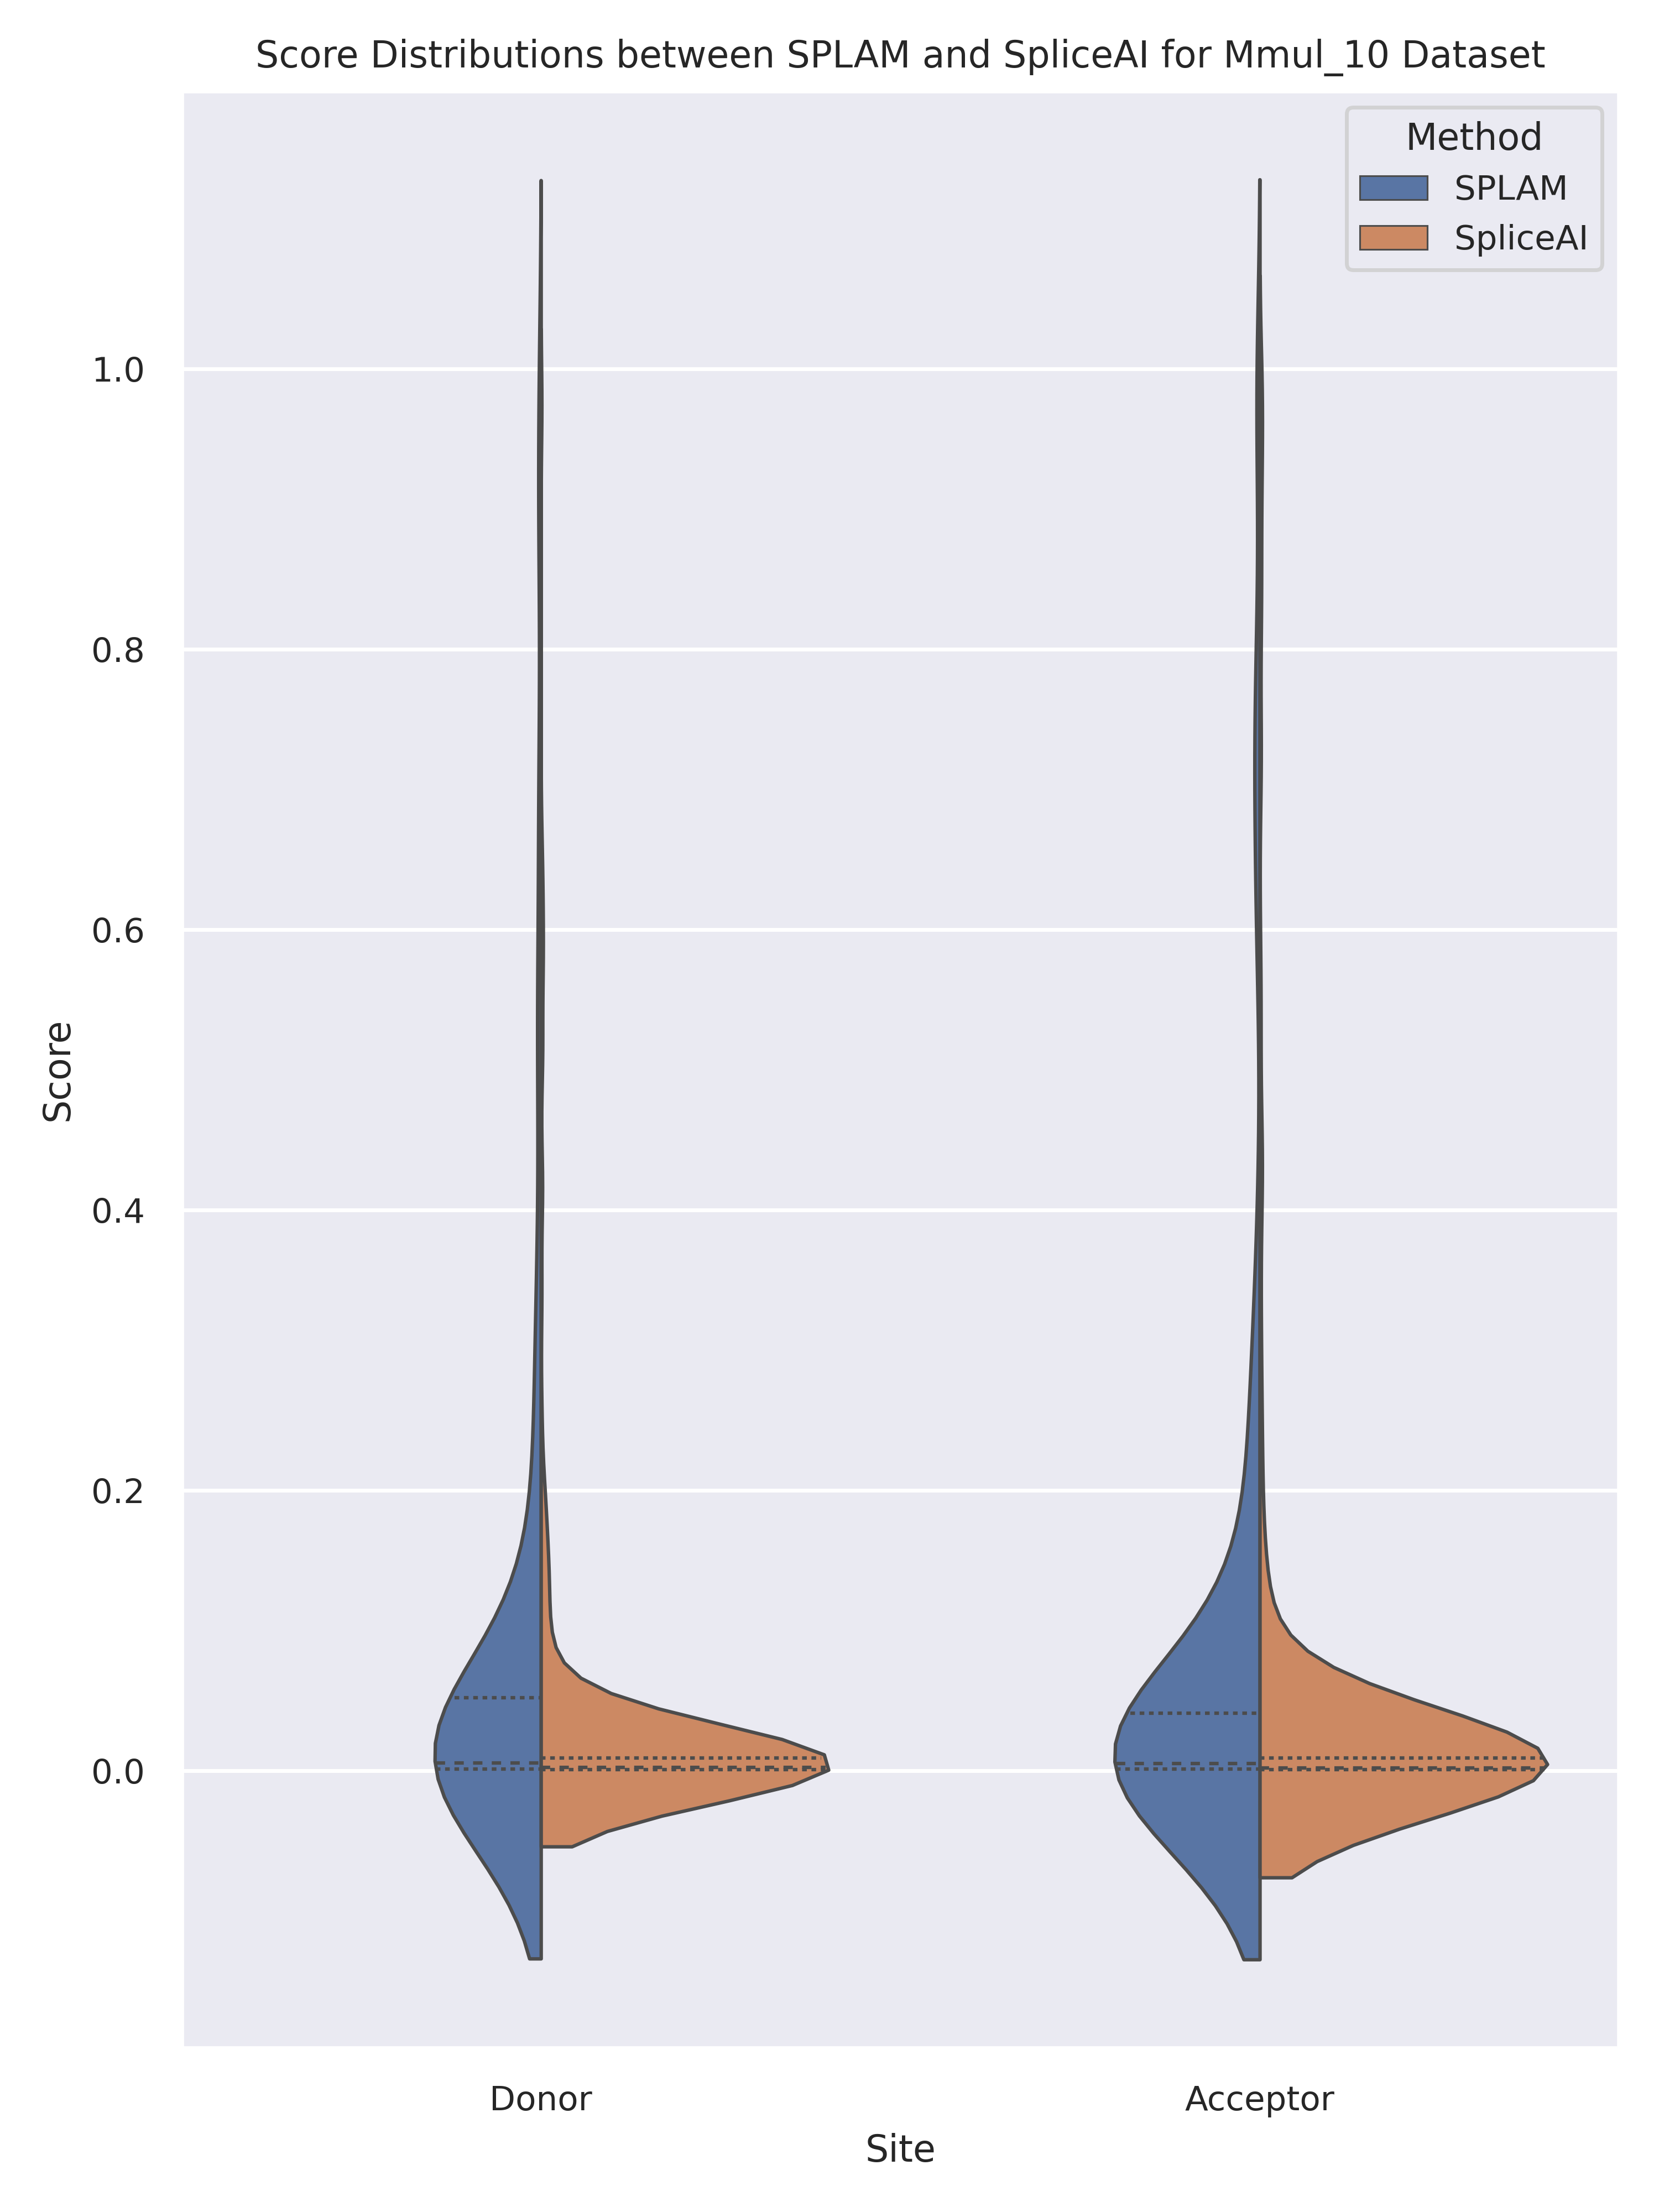 Score Distributions between SPLAM and SpliceAI for Mmul_10 Dataset
Method
SPLAM
SpliceAI
1.0
0.8
0.6
0.4
0.2
0.0
Score
Donor
Acceptor
Site